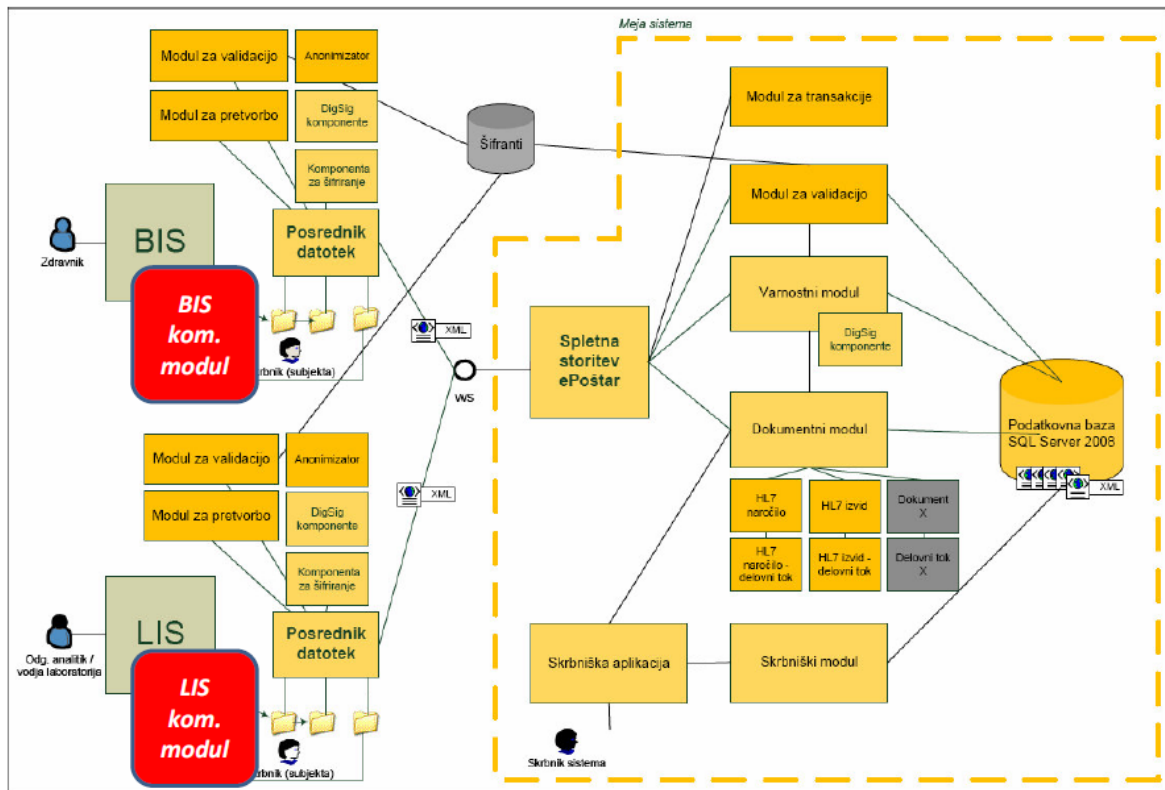 Meja sistema
Modul za validacijo
Anonimizator
Modul za pretvorbo
DigSig
komponente
Komponenta
za šifriranje
Šifranti
Zdravnik
BIS
Posrednik
datotek
BIS
kom.
modul
(subjekta)
XML
WS
Modul za validacijo
Anonimizator
Modul za pretvorbo
DigSig
komponente
Komponenta
za šifriranje
XML
Odg. analitik /
vodja laboratorija
LIS
Posrednik
datotek
LIS
kom.
modul
(subjekta)
Spletna
storitev
ePoštar
Modul za transakcije
Modul za validacijo
Varnostni modul
DigSig
komponente
Dokumentni modul
HL7
naročilo
HL7 izvid
Dokument
X
HL7
naročilo -
delovni tok
HL7 izvid -
delovni tok
Delovni tok
X
Podatkovna baza
SQL Server 2008
XML
Skrbniška aplikacija
Skrbniški modul
Skrbnik sistema